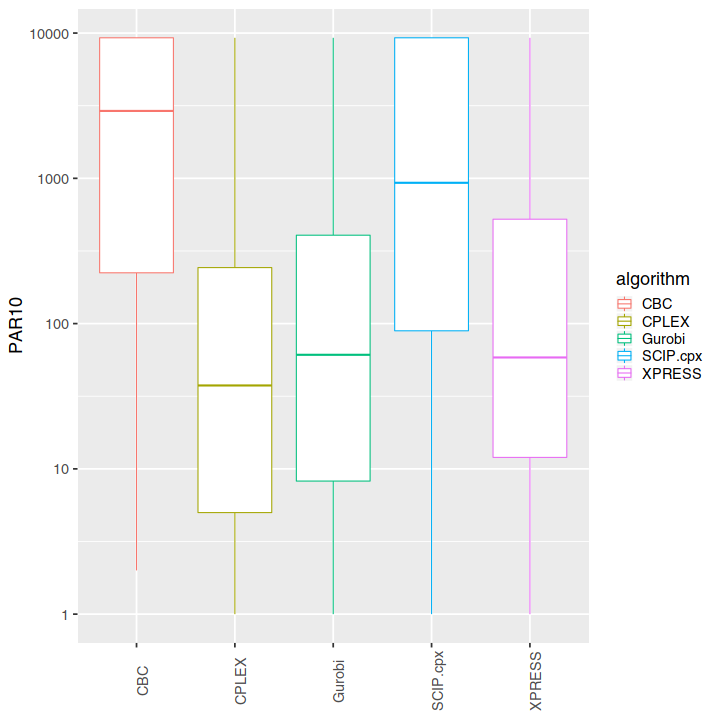 10000
1000
100
10
1
PAR10
CBC
CPLEX
Gurobi
SCIP.cpx
XPRESS
algorithm
CBC
CPLEX
Gurobi
SCIP.cpx
XPRESS